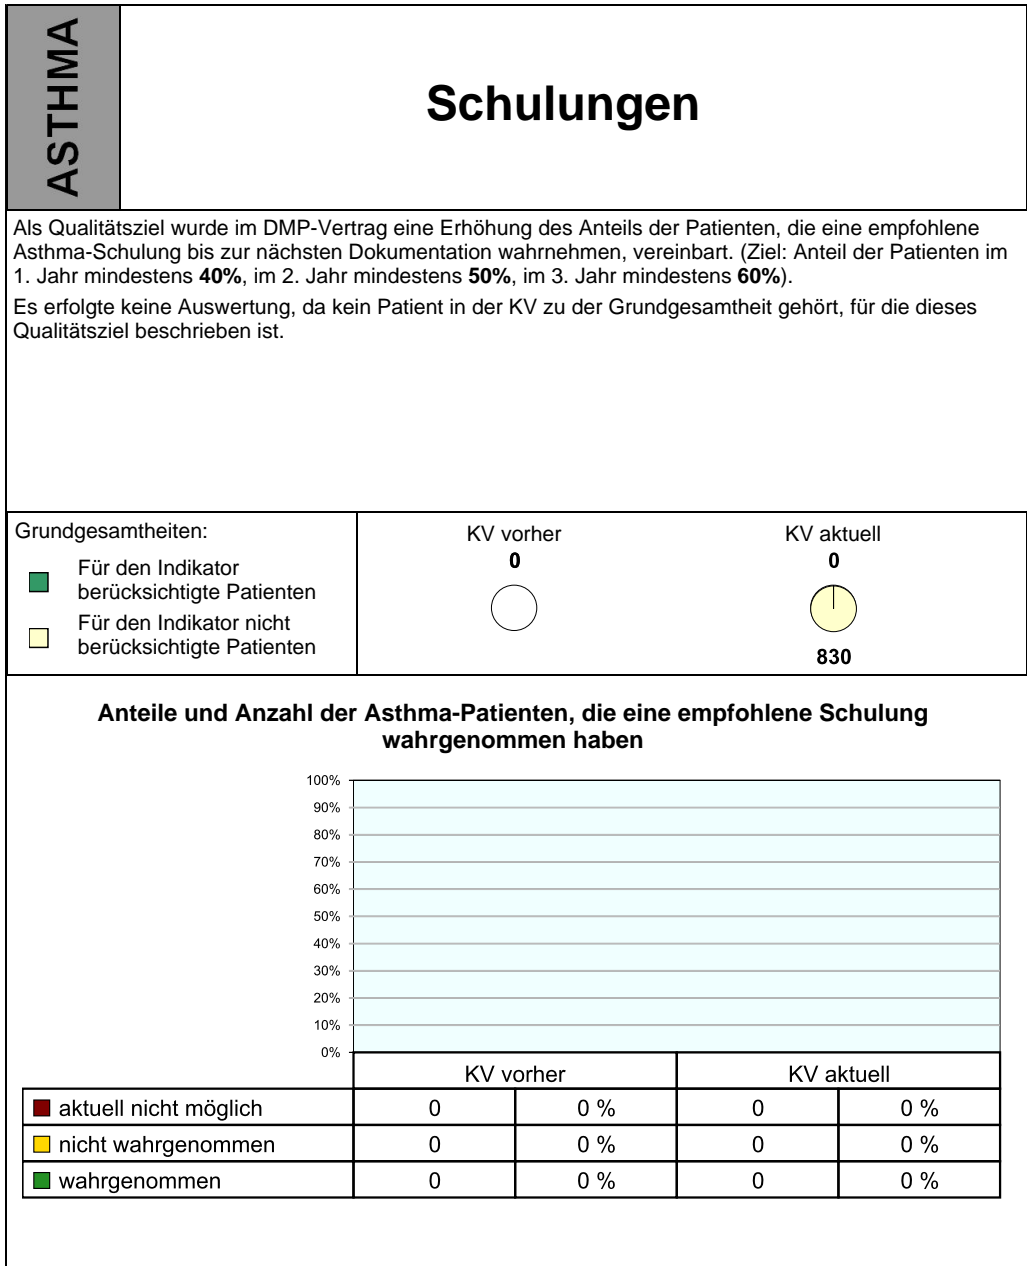 ASTHMA
Schulungen
Als Qualitätsziel wurde im DMP-Vertrag eine Erhöhung des Anteils der Patienten, die eine empfohlene
Asthma-Schulung bis zur nächsten Dokumentation wahrnehmen, vereinbart. (Ziel: Anteil der Patienten im
1. Jahr mindestens 40%, im 2. Jahr mindestens 50%, im 3. Jahr mindestens 60%).
Es erfolgte keine Auswertung, da kein Patient in der KV zu der Grundgesamtheit gehört, für die dieses
Qualitätsziel beschrieben ist.
Grundgesamtheiten:
Für den Indikator
berücksichtigte Patienten
Für den Indikator nicht
berücksichtigte Patienten
KV vorher
0
KV aktuell
0
830
Anteile und Anzahl der Asthma-Patienten, die eine empfohlene Schulung
wahrgenommen haben
100%
90%
80%
70%
60%
50%
40%
30%
20%
10%
0%
KV vorher KV aktuell
aktuell nicht möglich 0 0 % 0 0 %
nicht wahrgenommen 0 0 % 0 0 %
wahrgenommen 0 0 % 0 0 %